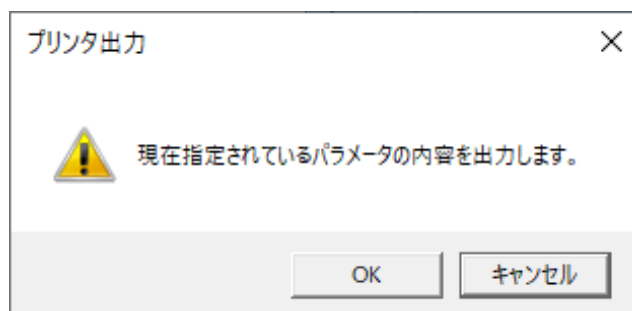 プリンタ出力
現在指定されているパラメータの内容を出力します。
OK
キャンセル